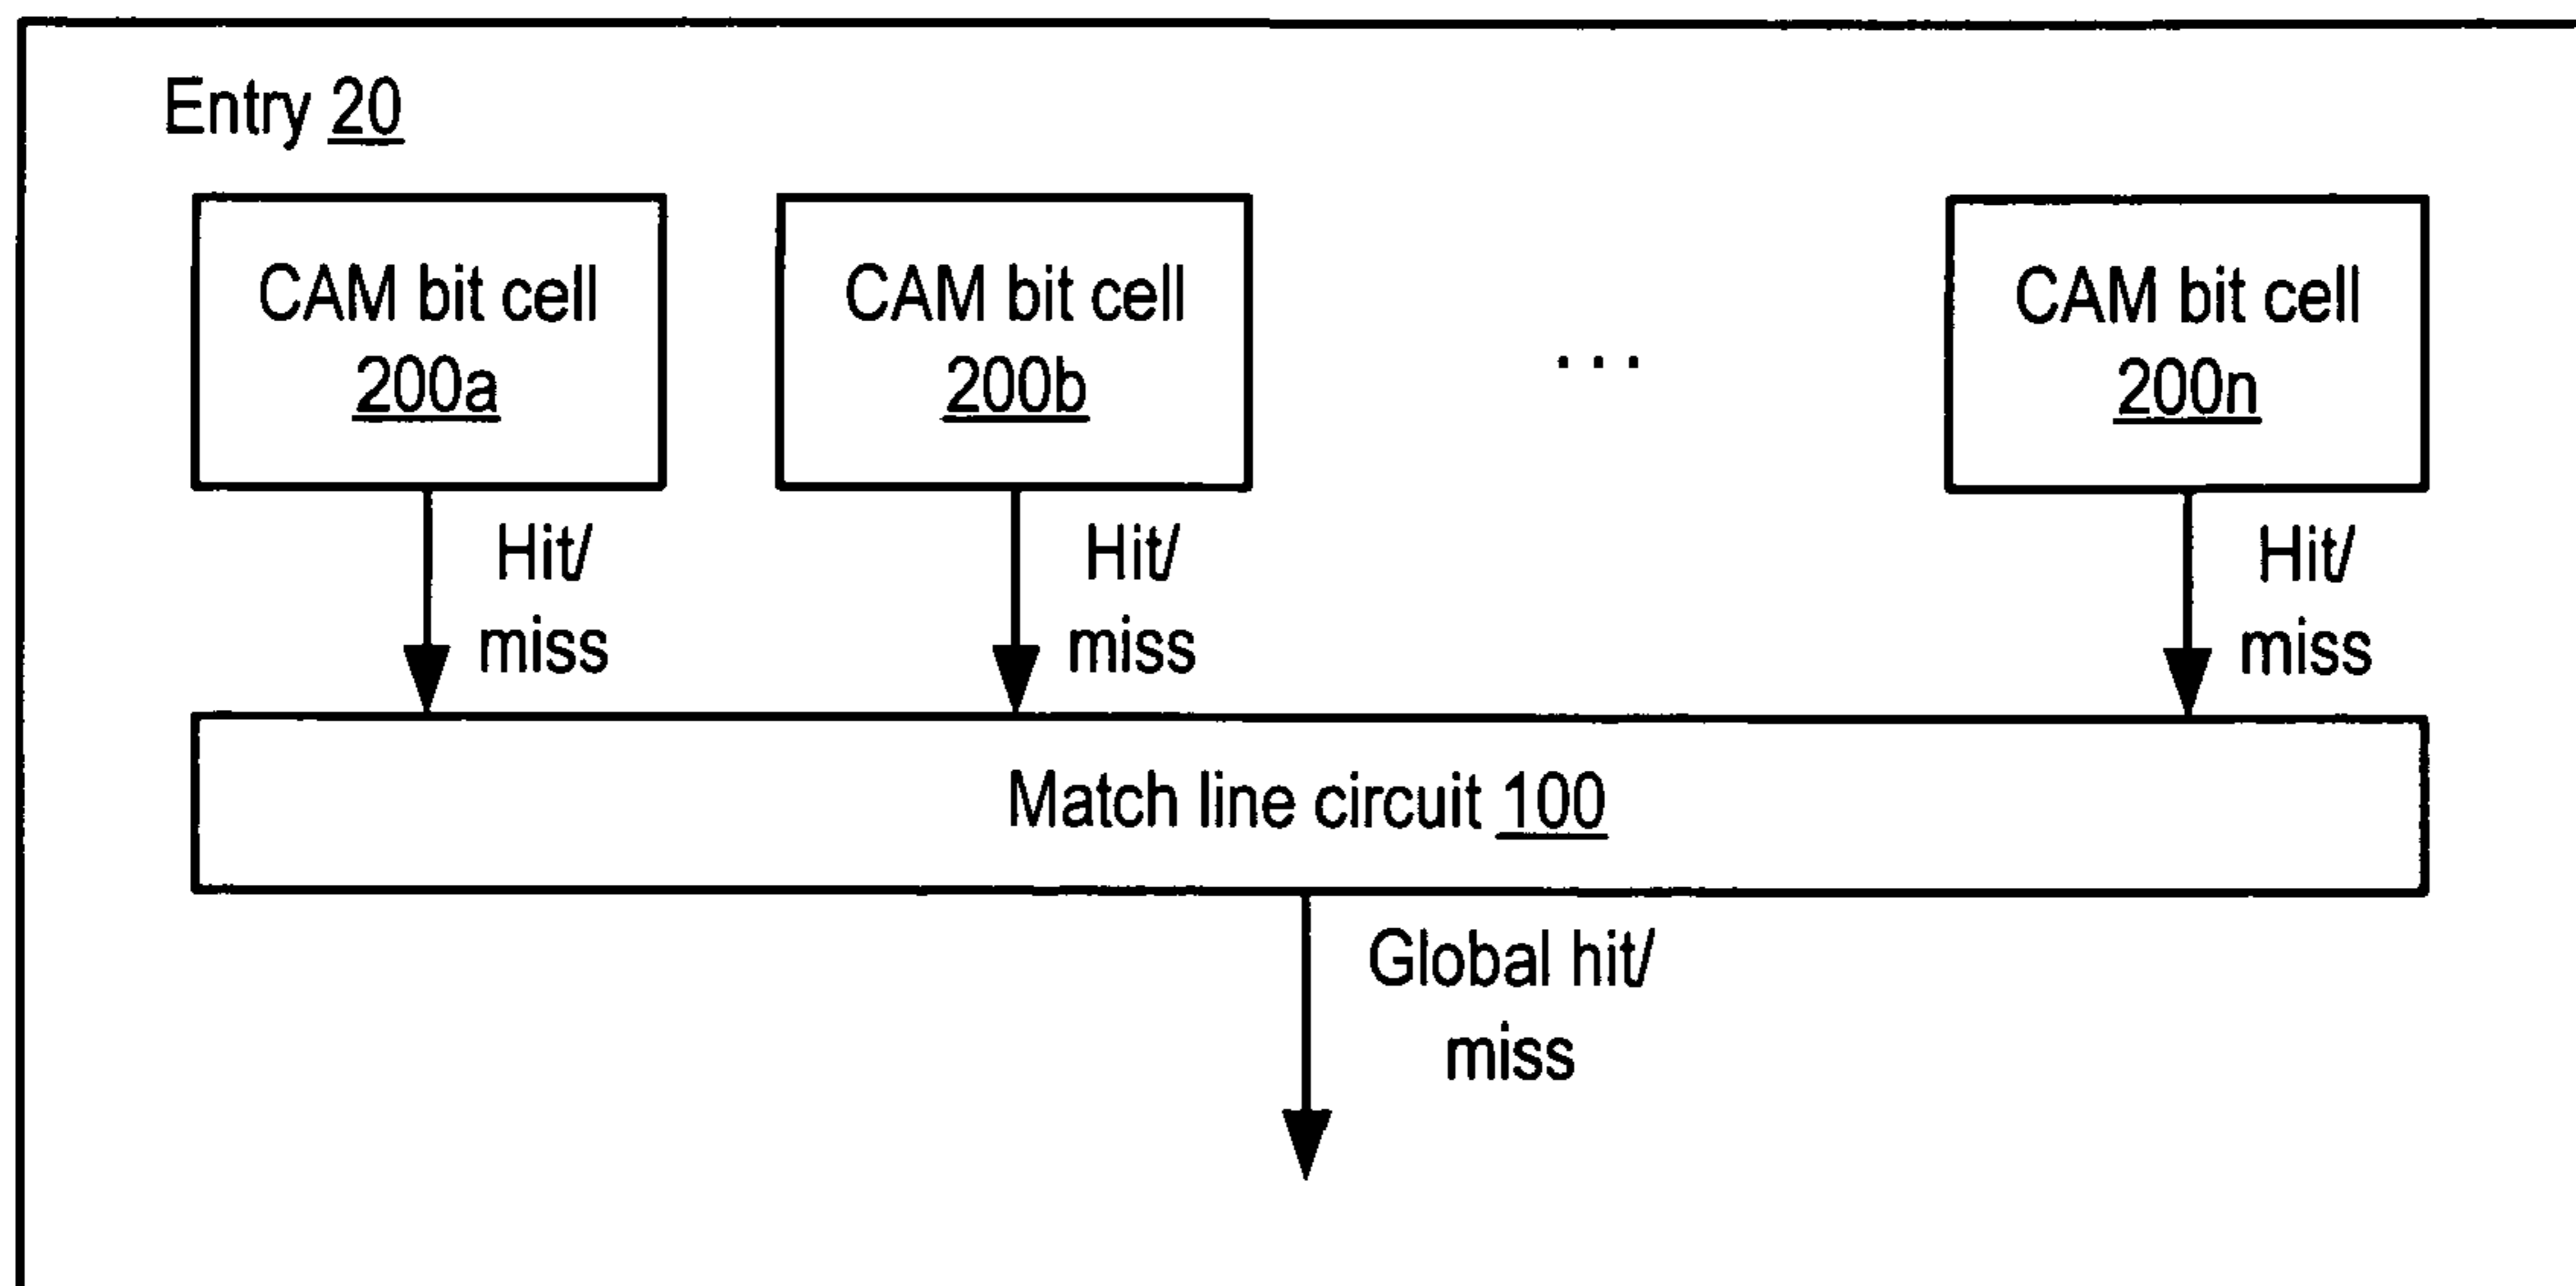 Entry 20
CAM bit cell
200a
CAM bit cell
200b
. . .
CAM bit cell
200n
Hit/
miss
Hit/
miss
Hit/
miss
Match line circuit 100
Global hit/
miss